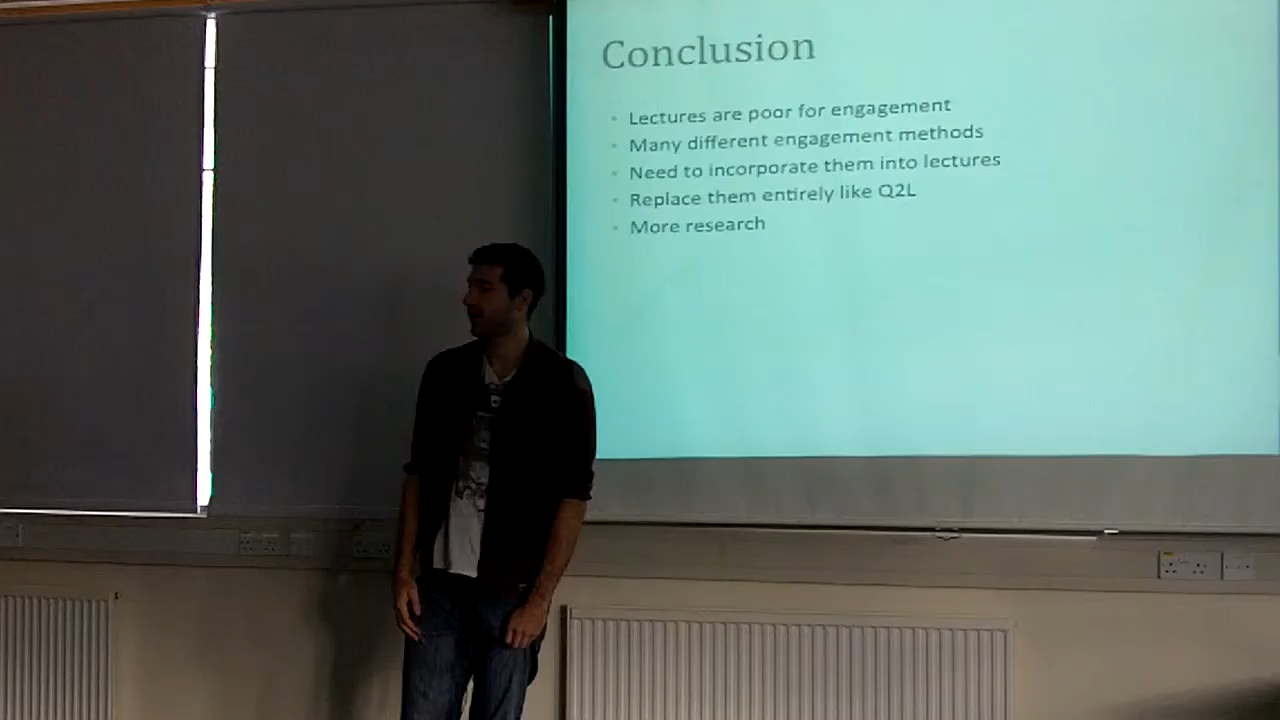 Conclusion
Lectures are poor for engagement
Many different engagement methods
Need to incorporate them into lectures
Replace them entirely like Q2L
More research